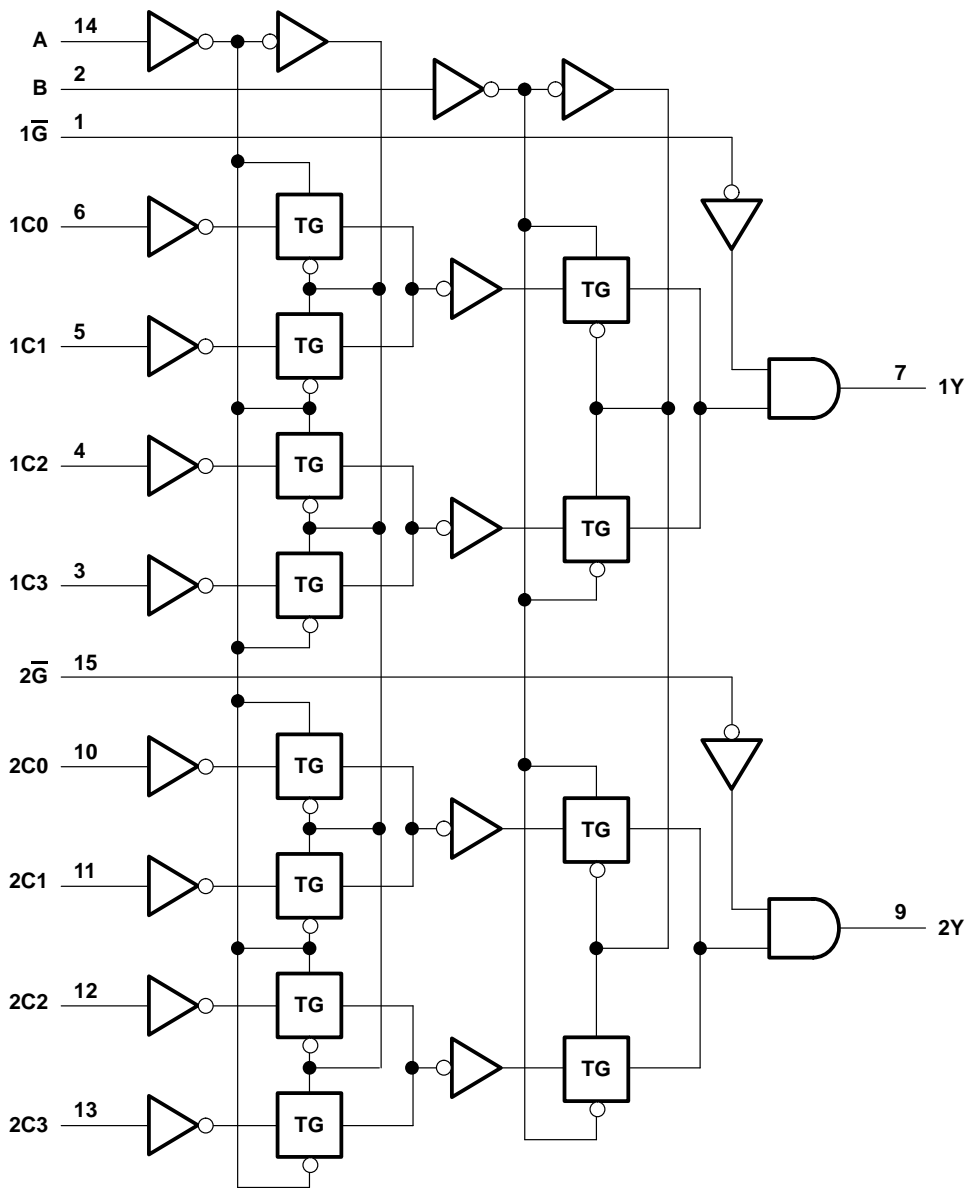 A 14
B 2
1G̅ 1
TG
1C0 6
TG
TG
1C1 5
7 1Y
1C2 4
TG
TG
1C3 3
TG
2G̅ 15
2C0 10
TG
TG
2C1 11
TG
9 2Y
2C2 12
TG
TG
2C3 13
TG